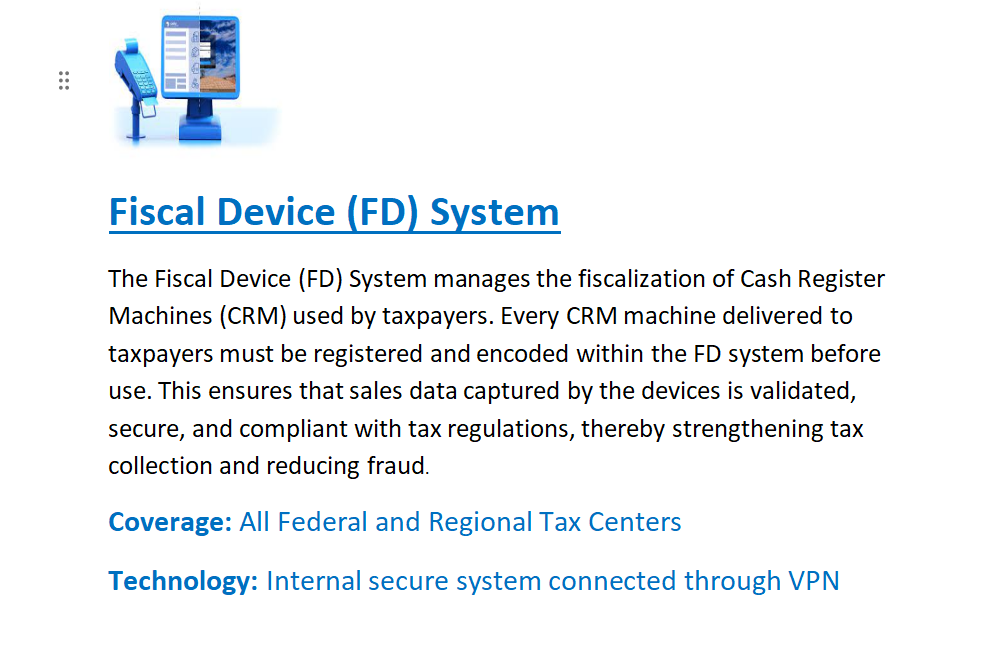 Fiscal Device (FD) System
The Fiscal Device (FD) System manages the fiscalization of Cash Register
Machines (CRM) used by taxpayers. Every CRM machine delivered to
taxpayers must be registered and encoded within the FD system before
use. This ensures that sales data captured by the devices is validated,
secure, and compliant with tax regulations, thereby strengthening tax
collection and reducing fraud.
Coverage: All Federal and Regional Tax Centers
Technology: Internal secure system connected through VPN